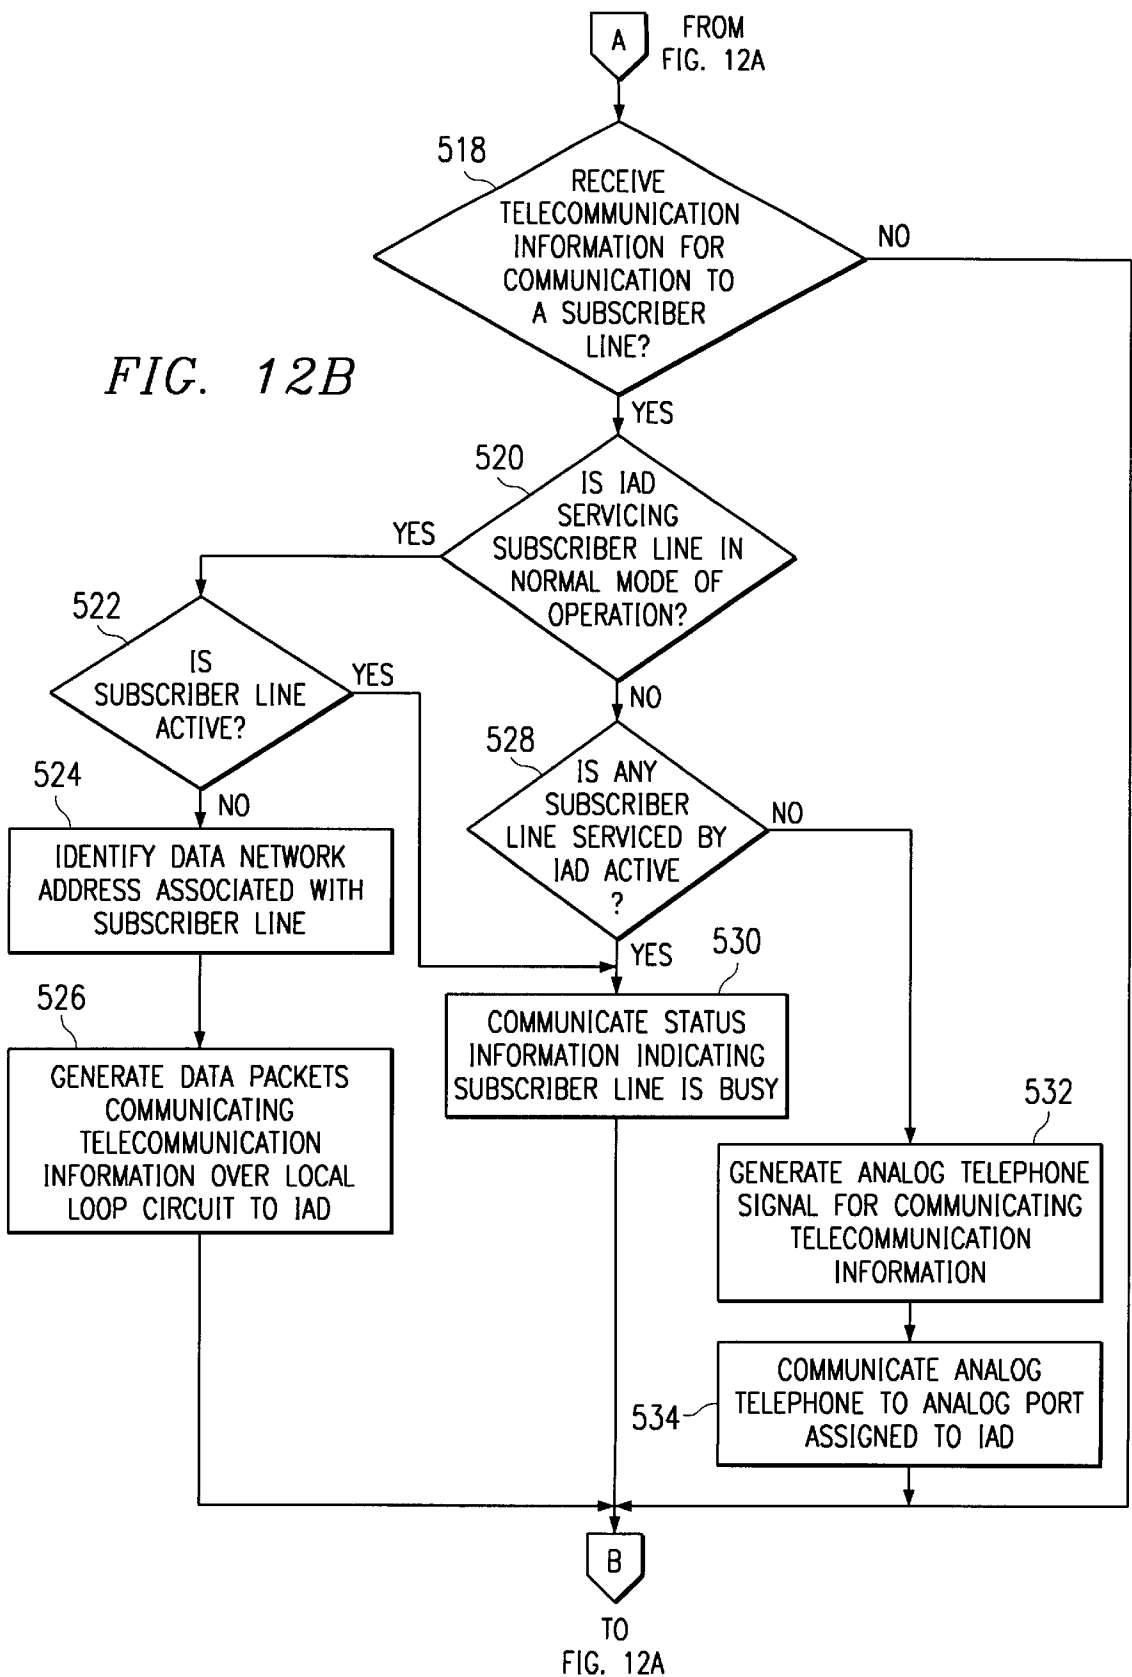 A
FROM
FIG. 12A
518
RECEIVE
TELECOMMUNICATION
INFORMATION FOR
COMMUNICATION TO
A SUBSCRIBER
LINE?
NO
FIG. 12B
YES
520
IS IAD
SERVICING
SUBSCRIBER LINE IN
NORMAL MODE OF
OPERATION?
YES
522
IS
SUBSCRIBER LINE
ACTIVE?
YES
NO
528
IS ANY
SUBSCRIBER
LINE SERVICED BY
IAD ACTIVE
?
NO
524
NO
IDENTIFY DATA NETWORK
ADDRESS ASSOCIATED WITH
SUBSCRIBER LINE
YES
530
COMMUNICATE STATUS
INFORMATION INDICATING
SUBSCRIBER LINE IS BUSY
526
GENERATE DATA PACKETS
COMMUNICATING
TELECOMMUNICATION
INFORMATION OVER LOCAL
LOOP CIRCUIT TO IAD
532
GENERATE ANALOG TELEPHONE
SIGNAL FOR COMMUNICATING
TELECOMMUNICATION
INFORMATION
534
COMMUNICATE ANALOG
TELEPHONE TO ANALOG PORT
ASSIGNED TO IAD
B
TO
FIG. 12A